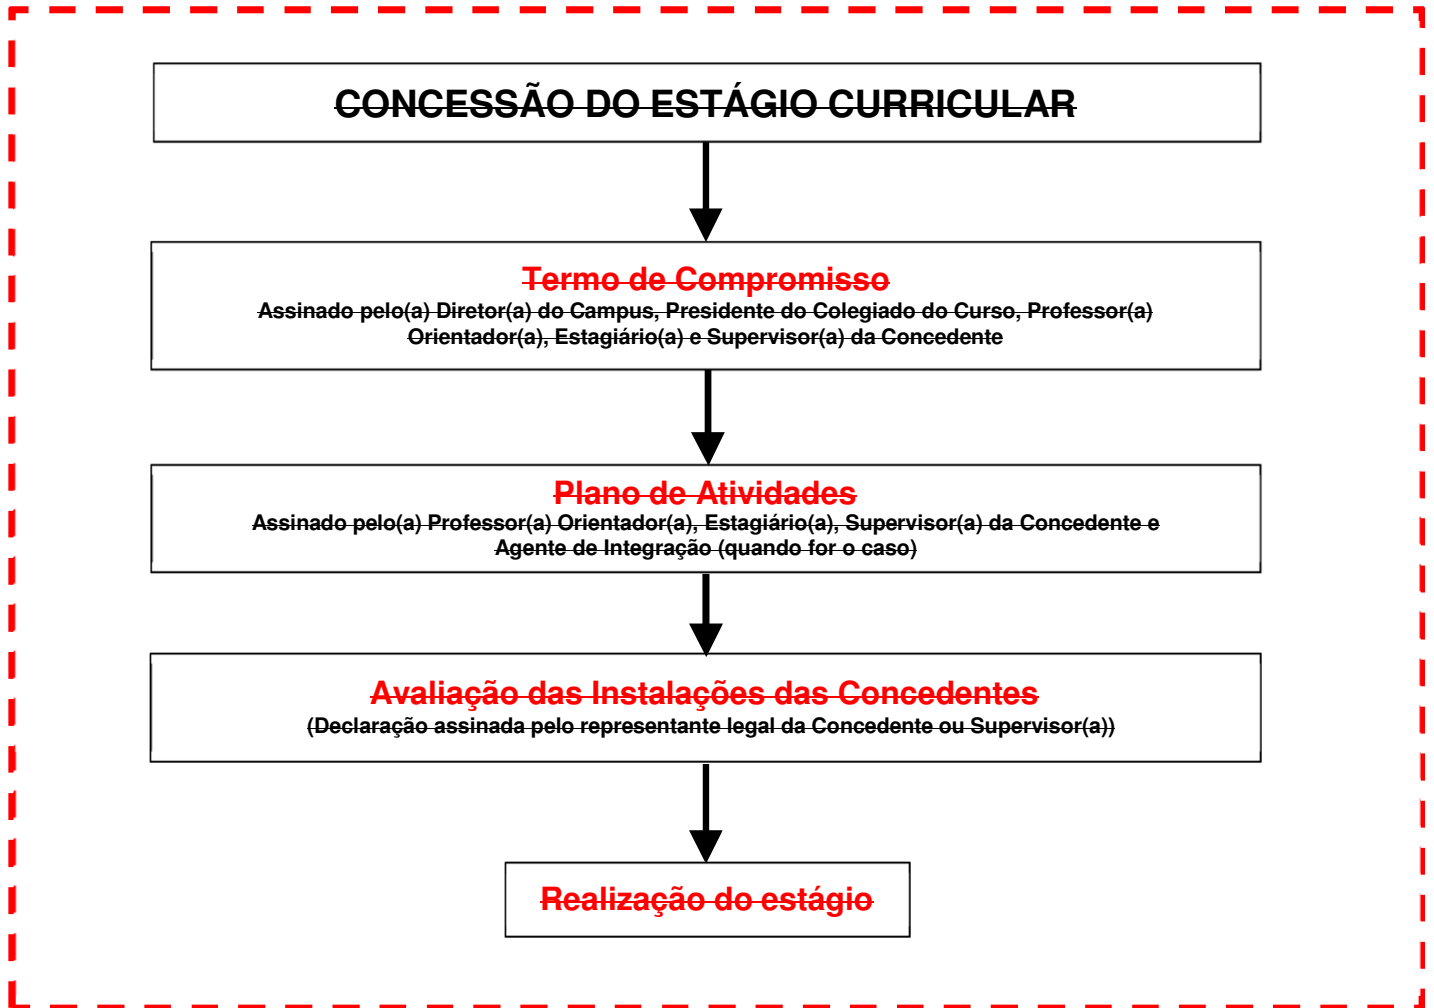 CONCESSÃO DO ESTÁGIO CURRICULAR
Termo de Compromisso
Assinado pelo(a) Diretor(a) do Campus, Presidente do Colegiado do Curso, Professor(a)
Orientador(a), Estagiário(a) e Supervisor(a) da Concedente
Plano de Atividades
Assinado pelo(a) Professor(a) Orientador(a), Estagiário(a), Supervisor(a) da Concedente e
Agente de Integração (quando for o caso)
Avaliação das Instalações das Concedentes
(Declaração assinada pelo representante legal da Concedente ou Supervisor(a))
Realização do estágio